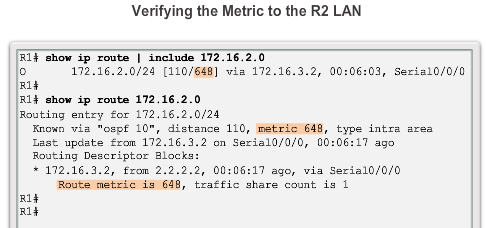 Verifying the Metric to the R2 LAN
R1# show ip route | include 172.16.2.0
O 172.16.2.0/24 [110/648] via 172.16.3.2, 00:06:03, Serial0/0/0
R1#
R1# show ip route 172.16.2.0
Routing entry for 172.16.2.0/24
Known via "ospf 10", distance 110, metric 648, type intra area
Last update from 172.16.3.2 on Serial0/0/0, 00:06:17 ago
Routing Descriptor Blocks:
* 172.16.3.2, from 2.2.2.2, 00:06:17 ago, via Serial0/0/0
Route metric is 648, traffic share count is 1
R1#
R1#